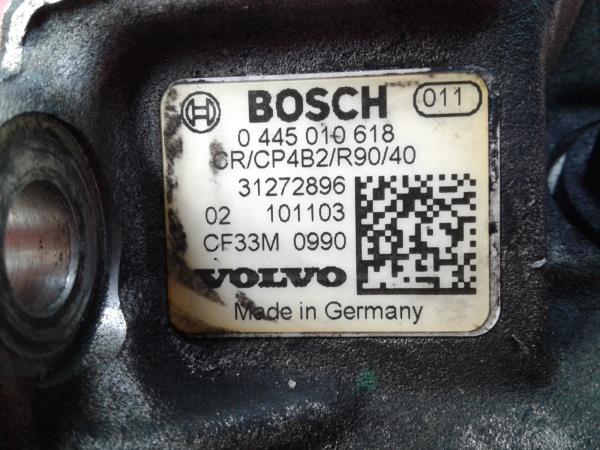 BOSCH 011
0 445 010 618
CR/CP4B2/R90/40
31272896
02 101103
CF33M 0990
VOLVO
Made in Germany